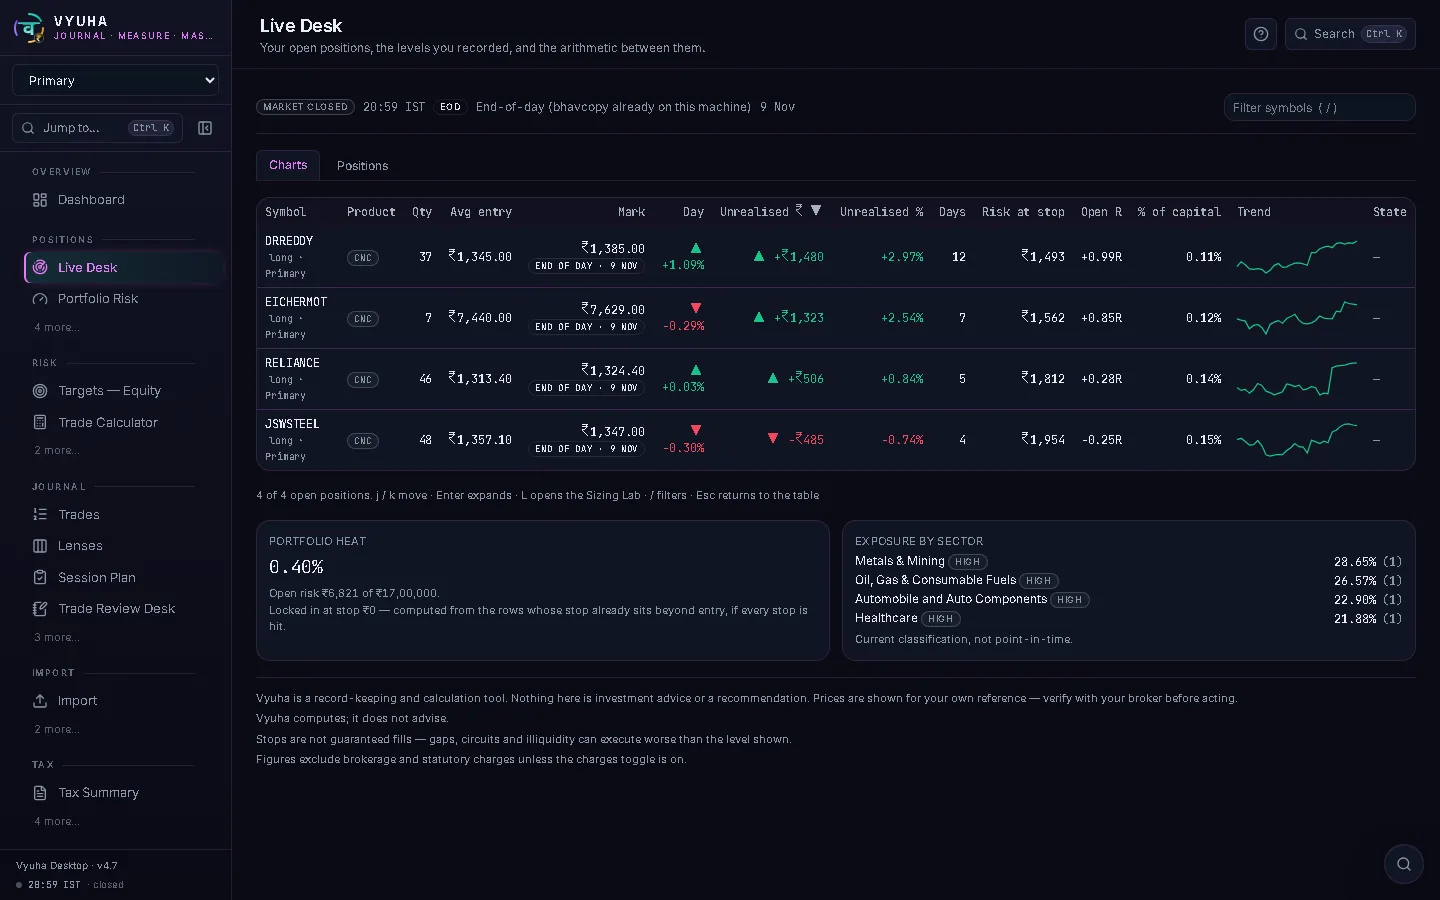 VYUHA
JOURNAL · MEASURE · MAS...
Primary
Jump to... Ctrl K
OVERVIEW
Dashboard
POSITIONS
Live Desk
Portfolio Risk
4 more...
RISK
Targets — Equity
Trade Calculator
2 more...
JOURNAL
Trades
Lenses
Session Plan
Trade Review Desk
3 more...
IMPORT
Import
2 more...
TAX
Tax Summary
4 more...
Vyuha Desktop · v4.7
20:59 IST · closed
Live Desk
Your open positions, the levels you recorded, and the arithmetic between them.
Search Ctrl K
MARKET CLOSED 20:59 IST EOD End-of-day (bhavcopy already on this machine) 9 Nov
Filter symbols (/)
Charts Positions
Symbol Product Qty Avg entry Mark Day Unrealised ₹ ▼ Unrealised % Days Risk at stop Open R % of capital Trend State
DRREDDY long · Primary CNC 37 ₹1,345.00 ₹1,385.00 END OF DAY · 9 NOV ▲ +1.09% ▲ +₹1,480 +2.97% 12 ₹1,493 +0.99R 0.11% —
EICHERMOT long · Primary CNC 7 ₹7,440.00 ₹7,629.00 END OF DAY · 9 NOV ▼ -0.29% ▲ +₹1,323 +2.54% 7 ₹1,562 +0.85R 0.12% —
RELIANCE long · Primary CNC 46 ₹1,313.40 ₹1,324.40 END OF DAY · 9 NOV ▲ +0.03% ▲ +₹506 +0.84% 5 ₹1,812 +0.28R 0.14% —
JSWSTEEL long · Primary CNC 48 ₹1,357.10 ₹1,347.00 END OF DAY · 9 NOV ▼ -0.30% ▼ -₹485 -0.74% 4 ₹1,954 -0.25R 0.15% —
4 of 4 open positions. j / k move · Enter expands · L opens the Sizing Lab · / filters · Esc returns to the table
PORTFOLIO HEAT
0.40%
Open risk ₹6,821 of ₹17,00,000.
Locked in at stop ₹0 — computed from the rows whose stop already sits beyond entry, if every stop is
hit.
EXPOSURE BY SECTOR
Metals & Mining HIGH 28.65% (1)
Oil, Gas & Consumable Fuels HIGH 26.57% (1)
Automobile and Auto Components HIGH 22.90% (1)
Healthcare HIGH 21.88% (1)
Current classification, not point-in-time.
Vyuha is a record-keeping and calculation tool. Nothing here is investment advice or a recommendation. Prices are shown for your own reference — verify with your broker before acting.
Vyuha computes; it does not advise.
Stops are not guaranteed fills — gaps, circuits and illiquidity can execute worse than the level shown.
Figures exclude brokerage and statutory charges unless the charges toggle is on.